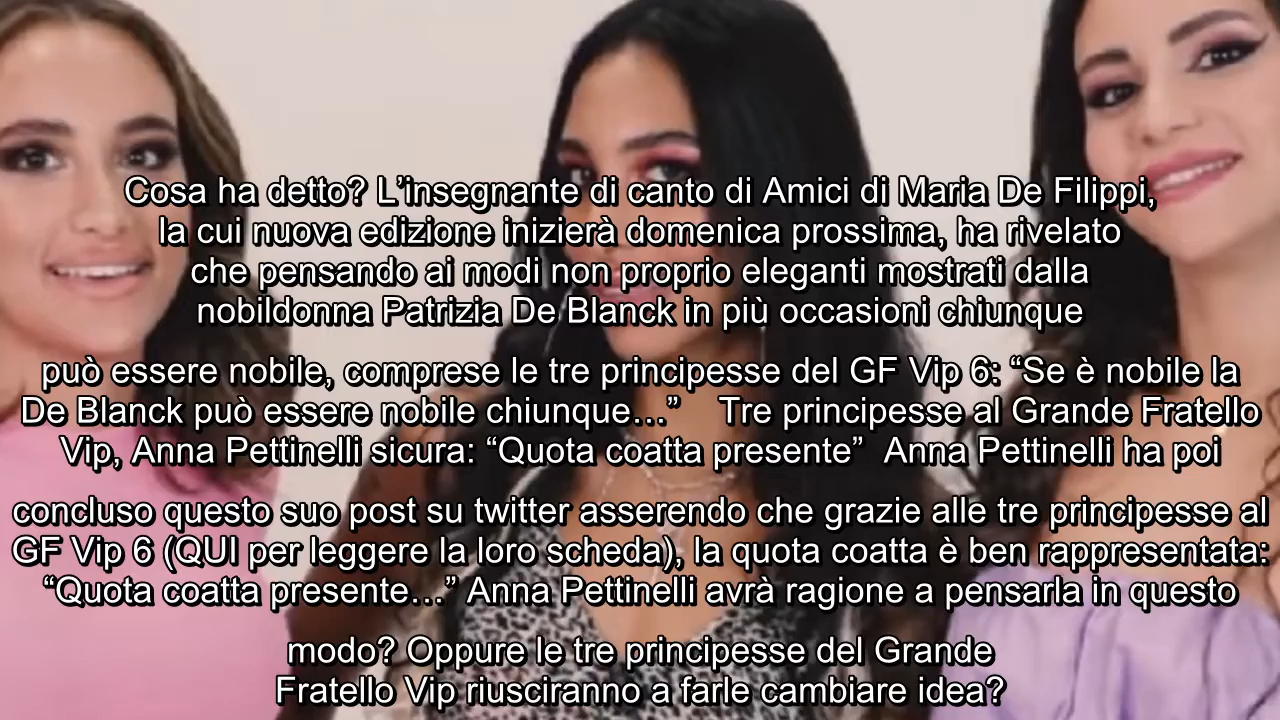 Cosa ha detto? L’insegnante di canto di Amici di Maria De Filippi,
la cui nuova edizione inizierà domenica prossima, ha rivelato
che pensando ai modi non proprio eleganti mostrati dalla
nobildonna Patrizia De Blanck in più occasioni chiunque
può essere nobile, comprese le tre principesse del GF Vip 6: “Se è nobile la
De Blanck può essere nobile chiunque…” Tre principesse al Grande Fratello
Vip, Anna Pettinelli sicura: “Quota coatta presente” Anna Pettinelli ha poi
concluso questo suo post su twitter asserendo che grazie alle tre principesse al
GF Vip 6 (QUI per leggere la loro scheda), la quota coatta è ben rappresentata:
“Quota coatta presente…” Anna Pettinelli avrà ragione a pensarla in questo
modo? Oppure le tre principesse del Grande
Fratello Vip riusciranno a farle cambiare idea?